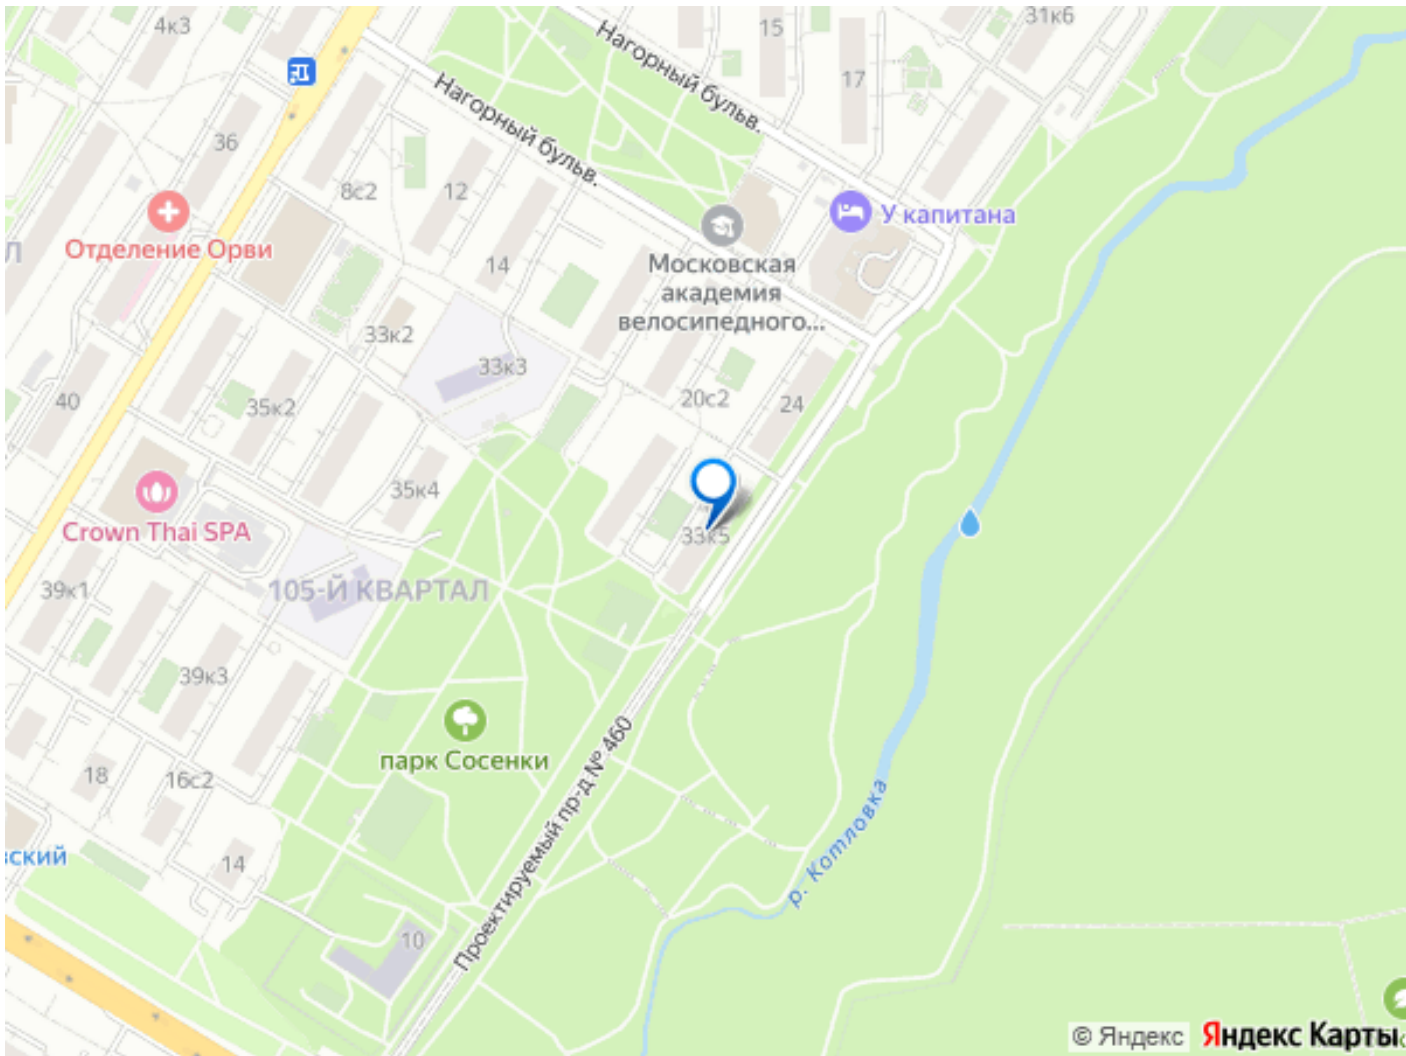 4к3
15
31к6
Нагорный бульв.
17
Нагорный бульв.
36
8с2
12
У капитана
Отделение Орви
Л
14
Московская
академия
велосипедного...
33к2
33к3
40
35к2
20с2
24
35к4
Crown Thai SPA
33к5
39к1
105-Й КВАРТАЛ
39к3
парк Сосенки
Проектируемый пр-д № 460
18
16с2
р. Котловка
ский
14
10
© Яндекс
Яндекс Карты